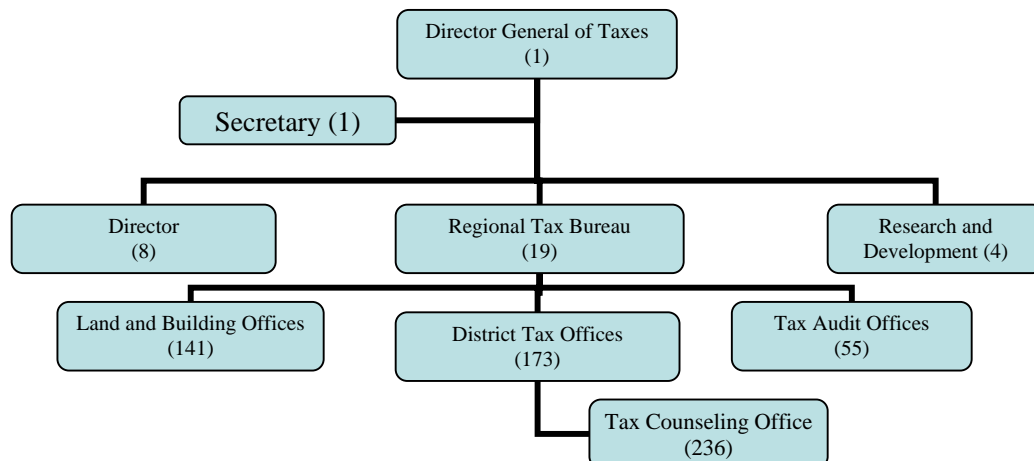 Director General of Taxes
(1)
Secretary (1)
Director
(8)
Regional Tax Bureau
(19)
Research and
Development (4)
Land and Building Offices
(141)
District Tax Offices
(173)
Tax Audit Offices
(55)
Tax Counseling Office
(236)